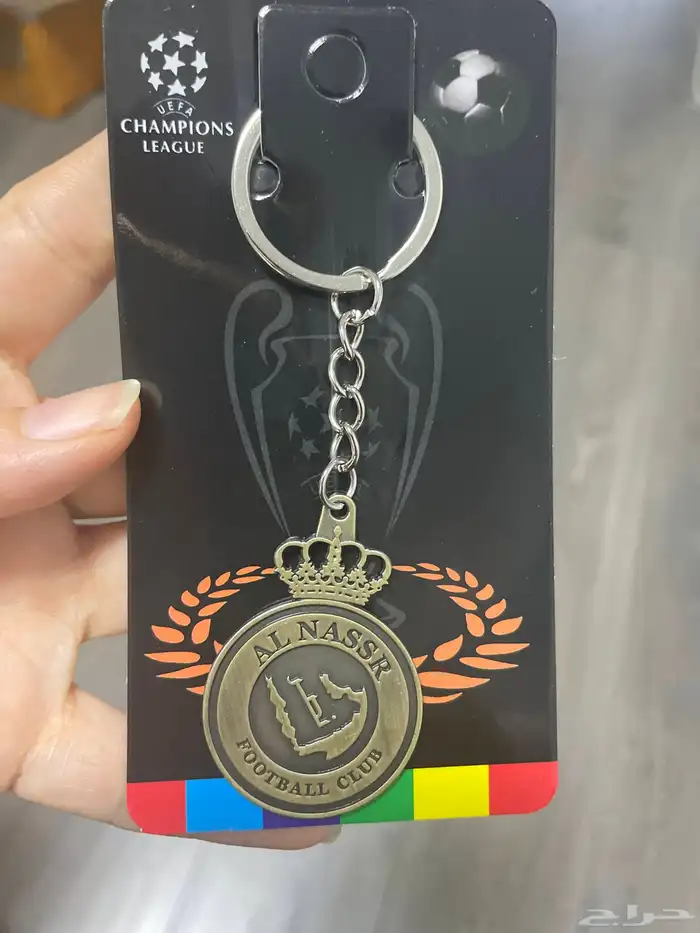 UEFA
CHAMPIONS
LEAGUE
AL NASSR
FOOTBALL CLUB
حراج